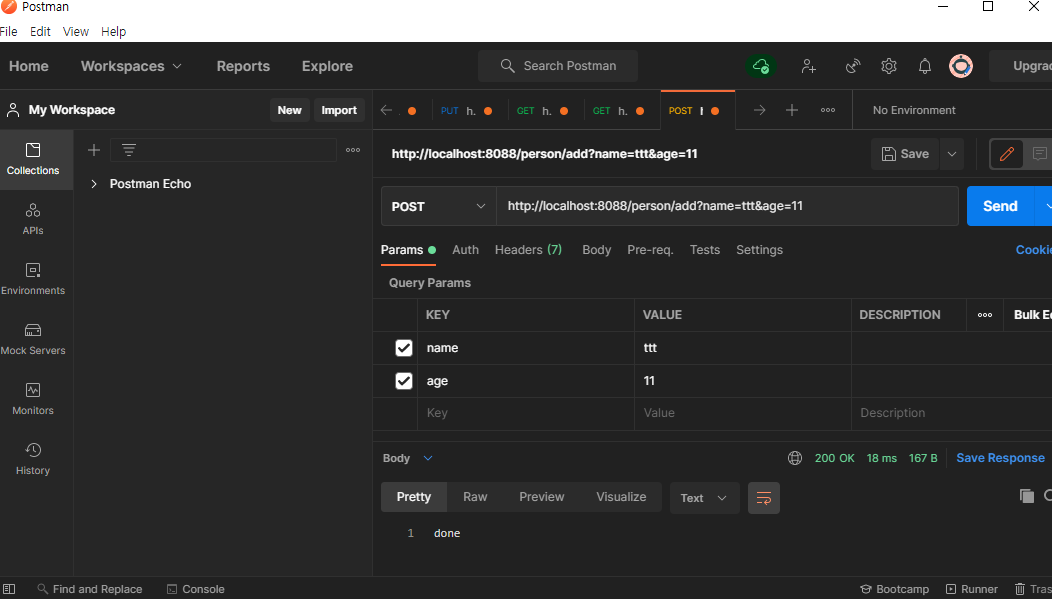 Postman
File Edit View Help
Home Workspaces Reports Explore Search Postman
My Workspace New Import PUT h. GET h. GET h. POST No Environment
Collections
APIs
Environments
Mock Servers
Monitors
History
Postman Echo
http://localhost:8088/person/add?name=ttt&age=11 Save
POST http://localhost:8088/person/add?name=ttt&age=11 Send
Params Auth Headers (7) Body Pre-req. Tests Settings Cookie
Query Params
KEY VALUE DESCRIPTION Bulk
name ttt
age 11
Key Value Description
Body 200 OK 18 ms 167 B Save Response
Pretty Raw Preview Visualize Text
1 done
Find and Replace Console Bootcamp Runner